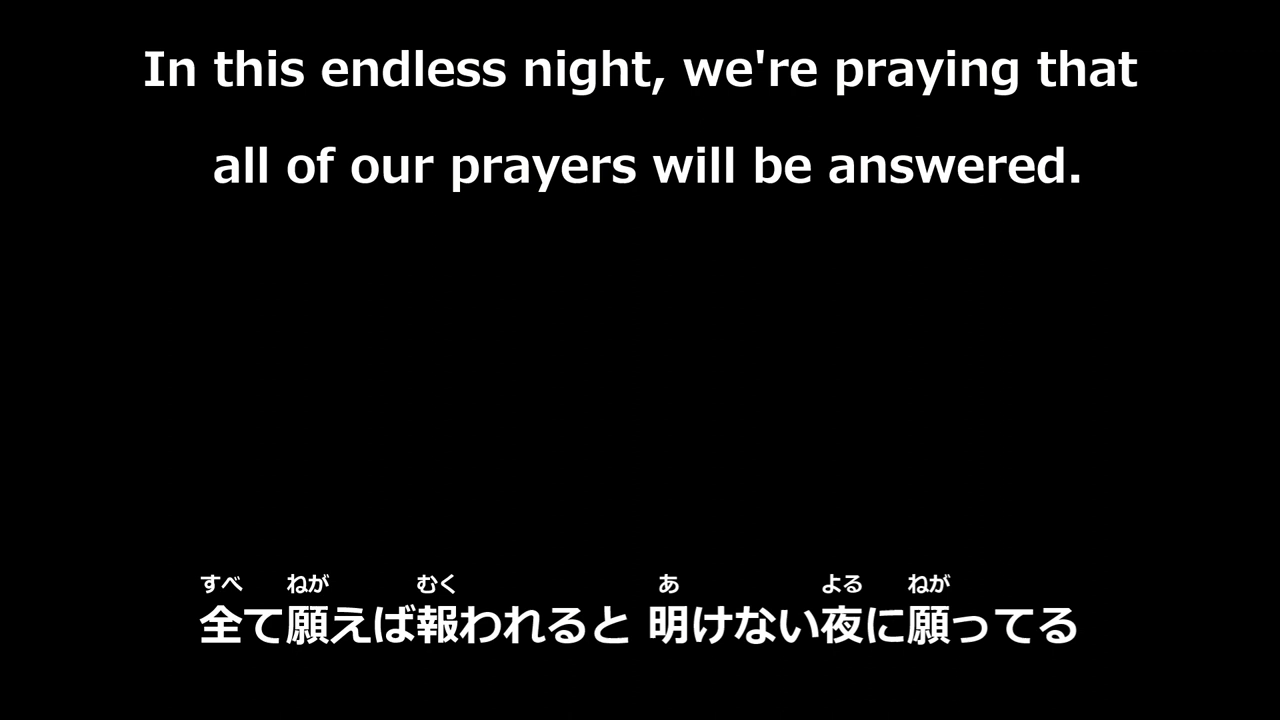 In this endless night, we're praying that
all of our prayers will be answered.
すべ ねが むく あ よる ねが
全て願えば報われると 明けない夜に願ってる